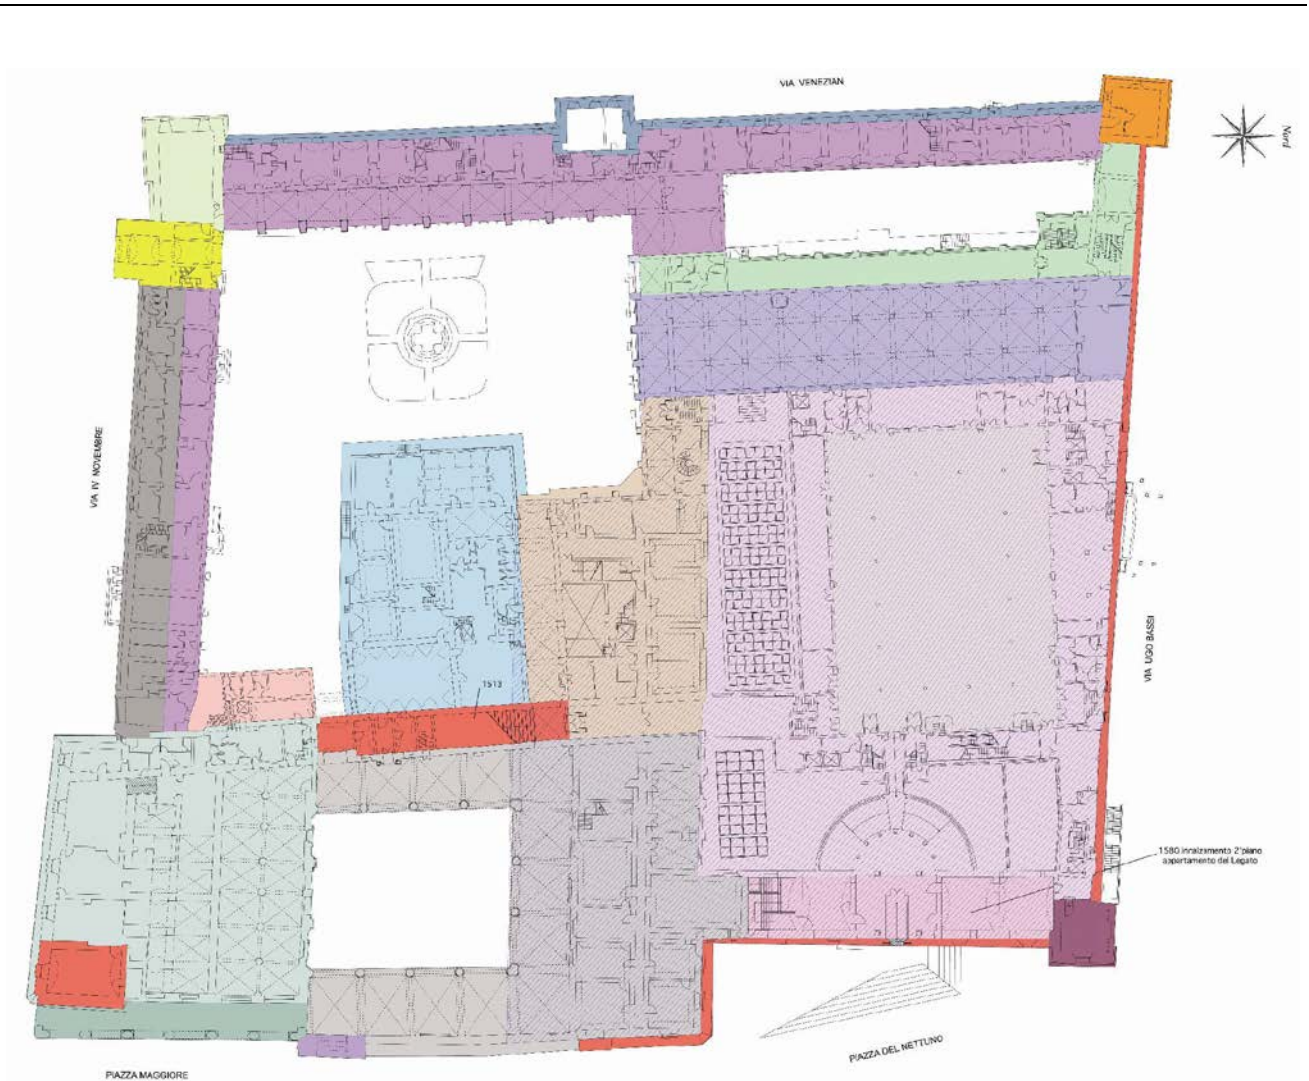 VIA VENEZIAN
Nord
VIA IV NOVEMBRE
1513
VIA UGO BASSI
1580 innalzamento 2°piano
appartamento del Legato
PIAZZA DEL NETTUNO
PIAZZA MAGGIORE